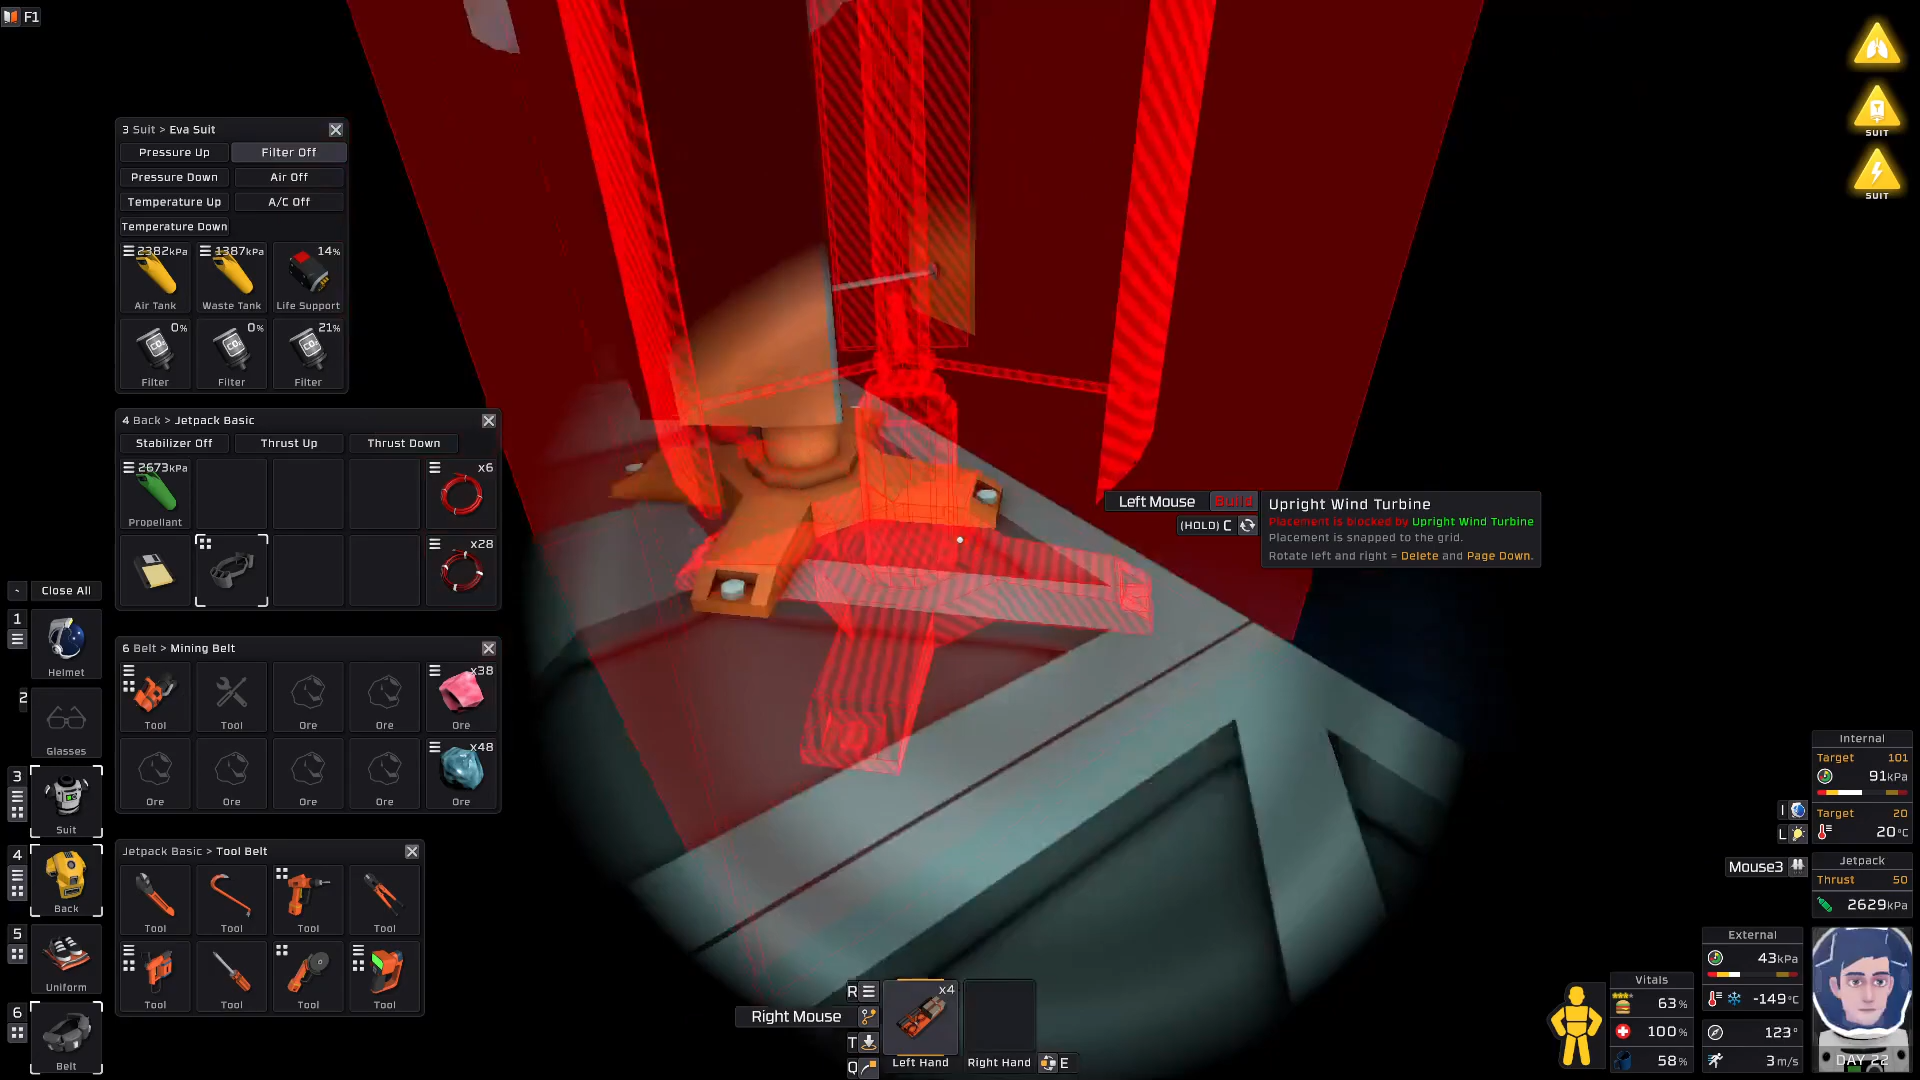 F1
SUIT
SUIT
3 Suit > Eva Suit
Pressure Up
Filter Off
Pressure Down
Air Off
Temperature Up
A/C Off
Temperature Down
2382kPa
1387kPa
14%
Air Tank
Waste Tank
Life Support
0%
0%
21%
CO₂
CO₂
CO₂
Filter
Filter
Filter
4 Back > Jetpack Basic
Stabilizer Off
Thrust Up
Thrust Down
2673kPa
x6
Propellant
x28
Left Mouse
Build
(HOLD) C
Upright Wind Turbine
Placement is blocked by Upright Wind Turbine
Placement is snapped to the grid.
Rotate left and right = Delete and Page Down.
~
Close All
1
Helmet
2
Glasses
3
Suit
4
Back
5
Uniform
6
Belt
6 Belt > Mining Belt
x38
Tool
Tool
Ore
Ore
Ore
x48
Ore
Ore
Ore
Ore
Ore
Jetpack Basic > Tool Belt
Tool
Tool
Tool
Tool
Tool
Tool
Tool
Tool
R
x4
Right Mouse
T
Q
Left Hand
Right Hand
E
Internal
Target 101
91kPa
Target 20
20°C
I
L
Mouse3
Jetpack
Thrust 50
2629kPa
External
43kPa
-149°C
123°
3m/s
Vitals
63%
100%
58%
DAY 22